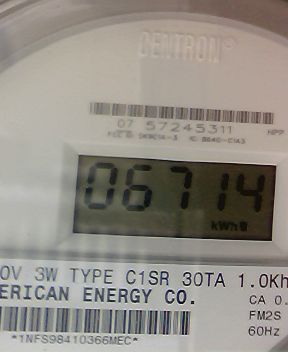 CENTRON®
07 57245311
HPP
06714
kWh
0V 3W TYPE C1SR 30TA 1.0Kh
ERICAN ENERGY CO.
CA 0.
FM2S
60Hz
*1NFS98410366MEC*